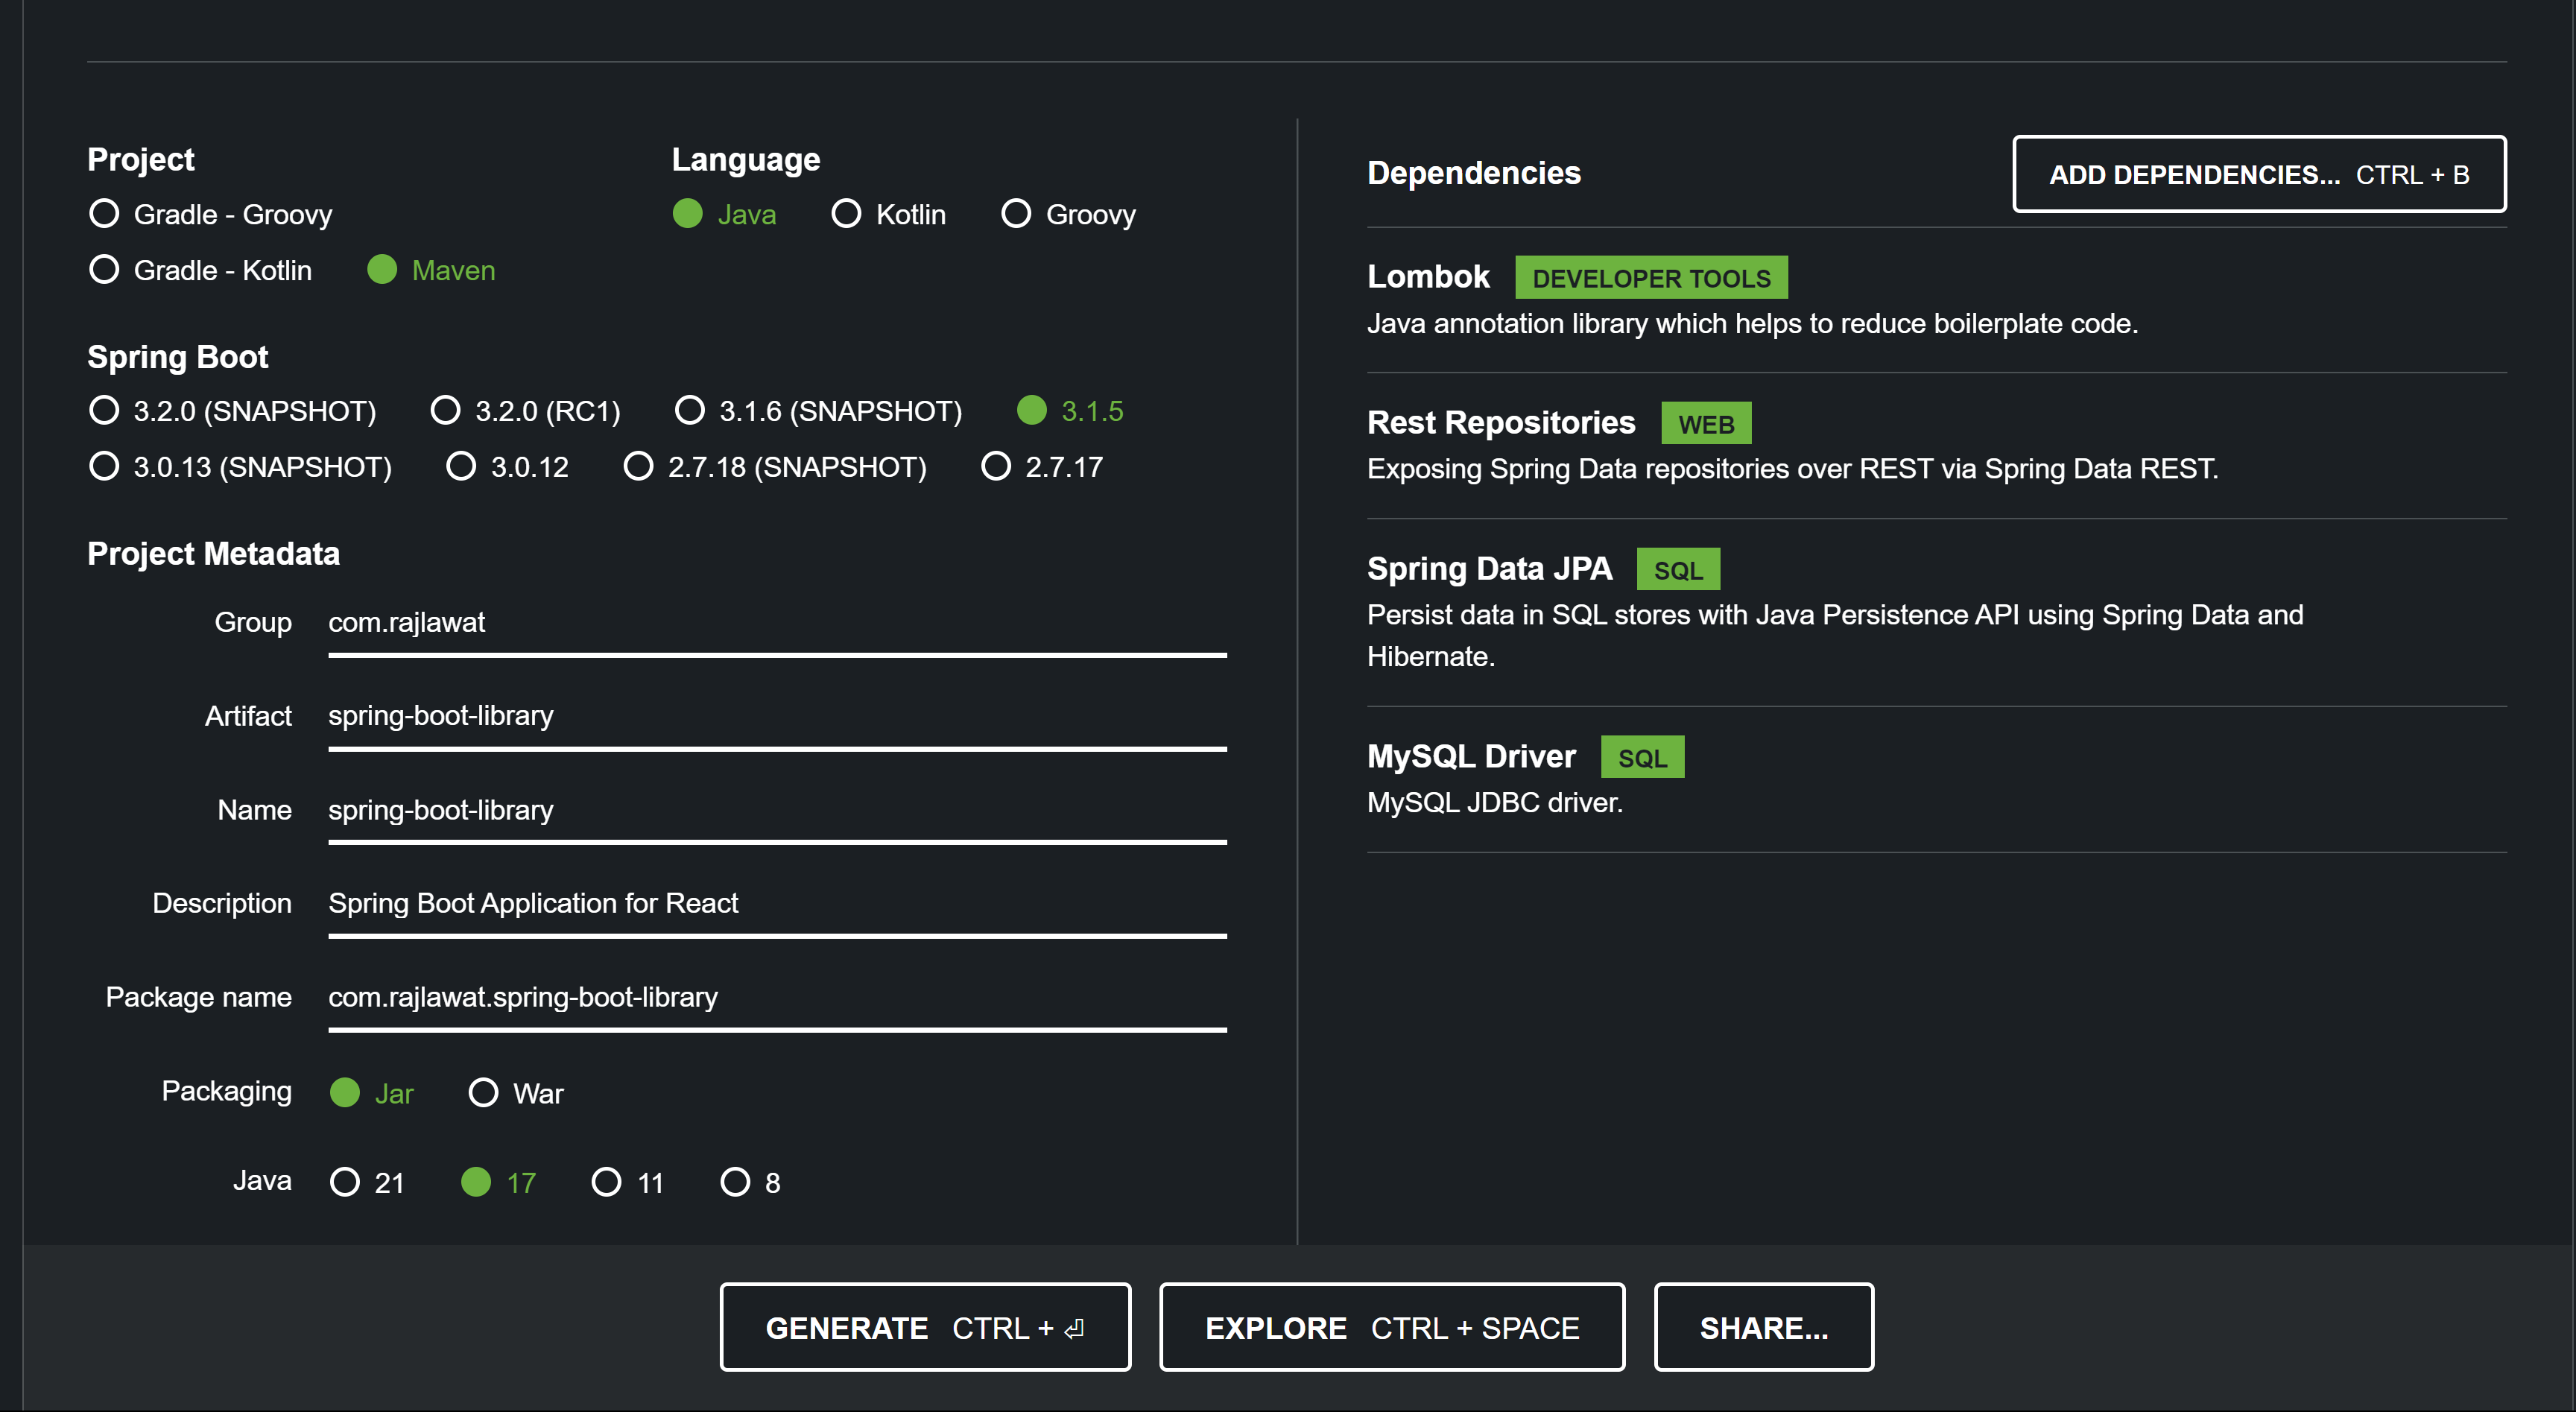 Project
Gradle - Groovy
Gradle - Kotlin Maven
Language
Java Kotlin Groovy
Spring Boot
3.2.0 (SNAPSHOT) 3.2.0 (RC1) 3.1.6 (SNAPSHOT) 3.1.5
3.0.13 (SNAPSHOT) 3.0.12 2.7.18 (SNAPSHOT) 2.7.17
Project Metadata
Group com.rajlawat
Artifact spring-boot-library
Name spring-boot-library
Description Spring Boot Application for React
Package name com.rajlawat.spring-boot-library
Packaging Jar War
Java 21 17 11 8
Dependencies ADD DEPENDENCIES... CTRL + B
Lombok DEVELOPER TOOLS
Java annotation library which helps to reduce boilerplate code.
Rest Repositories WEB
Exposing Spring Data repositories over REST via Spring Data REST.
Spring Data JPA SQL
Persist data in SQL stores with Java Persistence API using Spring Data and
Hibernate.
MySQL Driver SQL
MySQL JDBC driver.
GENERATE CTRL + ⏎ EXPLORE CTRL + SPACE SHARE...